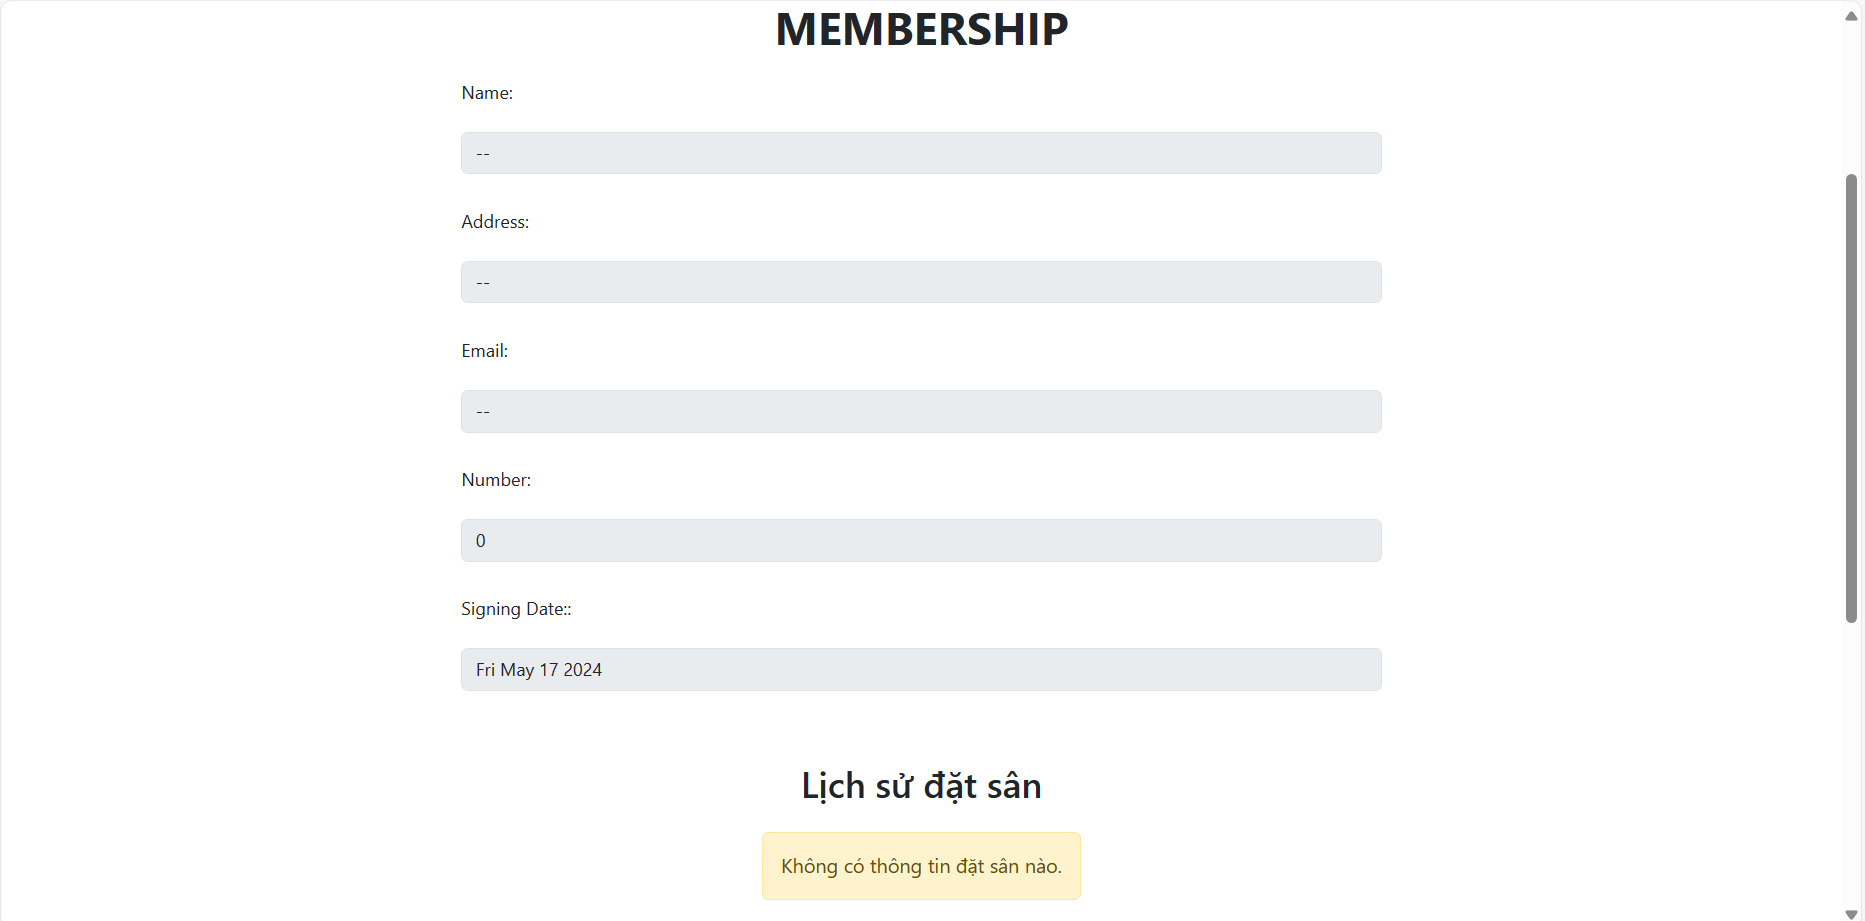 MEMBERSHIP
Name:
--
Address:
--
Email:
--
Number:
0
Signing Date::
Fri May 17 2024
Lịch sử đặt sân
Không có thông tin đặt sân nào.